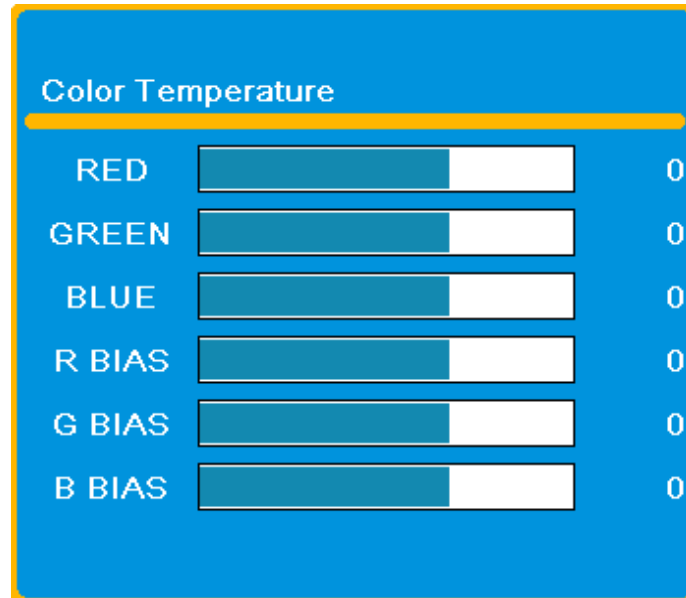 Color Temperature
RED 0
GREEN 0
BLUE 0
R BIAS 0
G BIAS 0
B BIAS 0